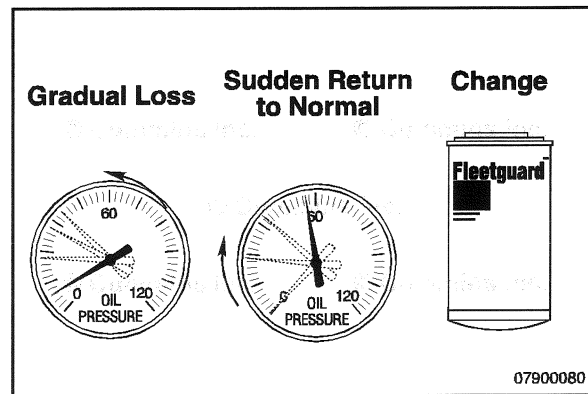 Gradual Loss
Sudden Return
to Normal
Change
60
0
120
OIL
PRESSURE
60
120
OIL
PRESSURE
Fleetguard
07900080